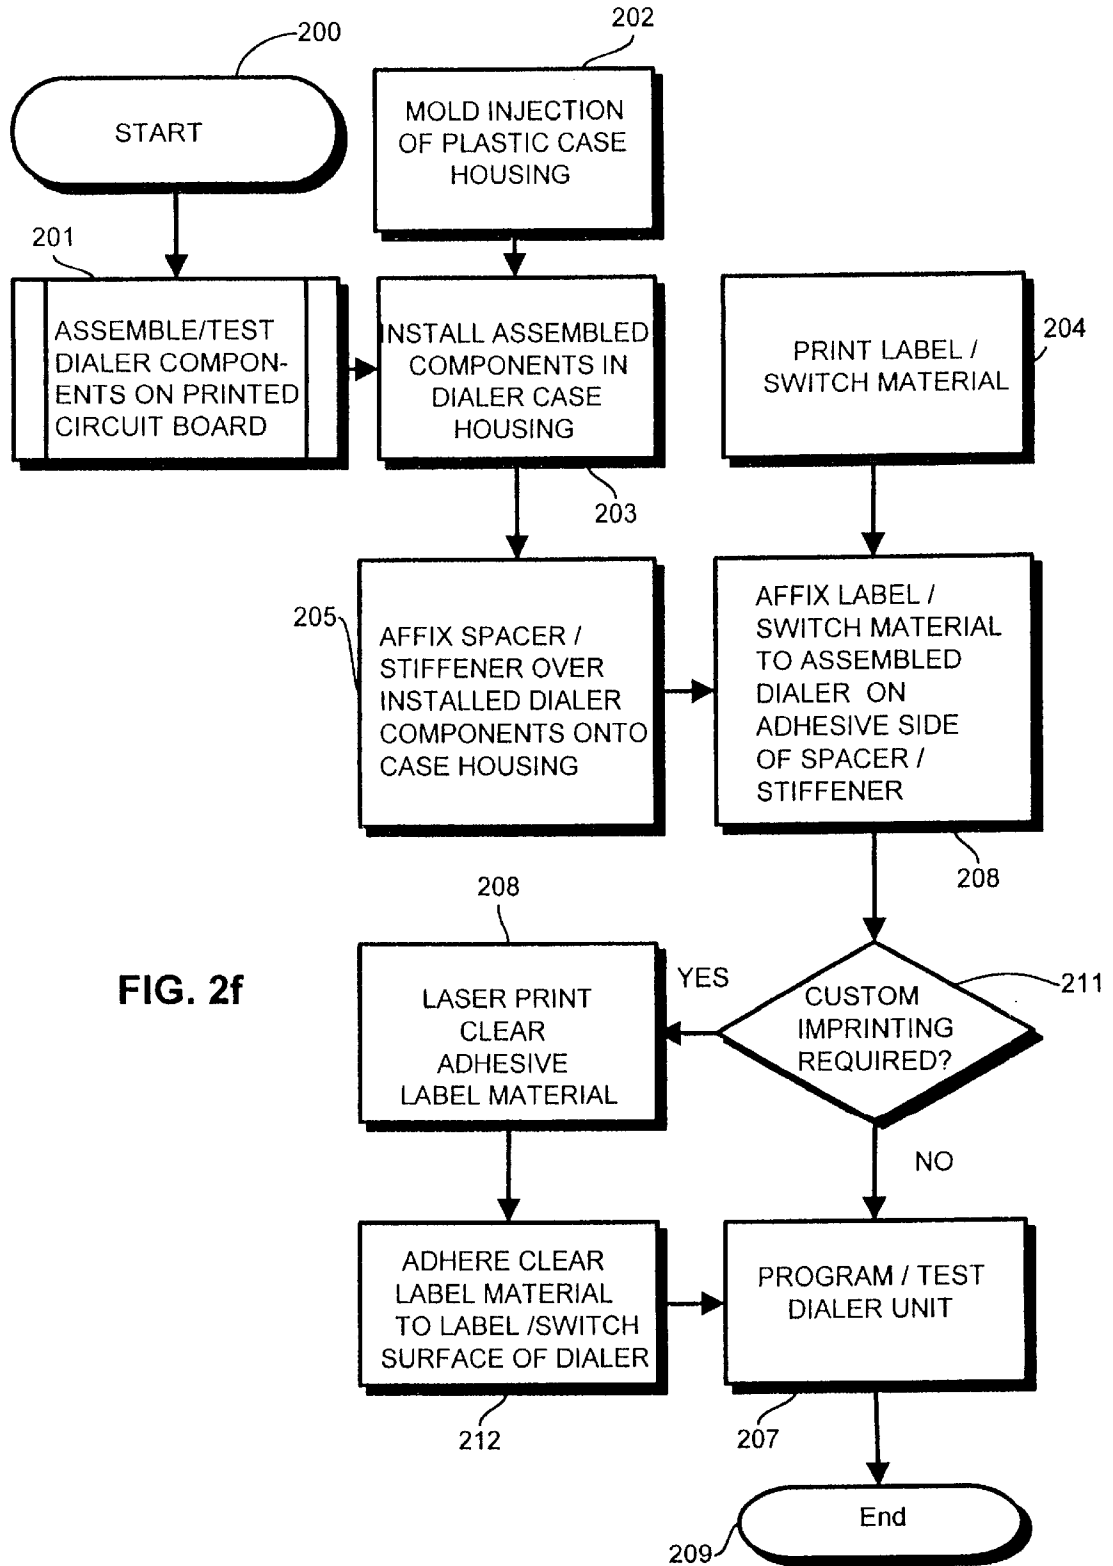 200
START
202
MOLD INJECTION
OF PLASTIC CASE
HOUSING
201
ASSEMBLE/TEST
DIALER COMPON-
ENTS ON PRINTED
CIRCUIT BOARD
INSTALL ASSEMBLED
COMPONENTS IN
DIALER CASE
HOUSING
203
PRINT LABEL /
SWITCH MATERIAL
204
205
AFFIX SPACER /
STIFFENER OVER
INSTALLED DIALER
COMPONENTS ONTO
CASE HOUSING
AFFIX LABEL /
SWITCH MATERIAL
TO ASSEMBLED
DIALER ON
ADHESIVE SIDE
OF SPACER /
STIFFENER
208
208
LASER PRINT
CLEAR
ADHESIVE
LABEL MATERIAL
YES
CUSTOM
IMPRINTING
REQUIRED?
211
NO
FIG. 2f
ADHERE CLEAR
LABEL MATERIAL
TO LABEL /SWITCH
SURFACE OF DIALER
212
PROGRAM / TEST
DIALER UNIT
207
End
209